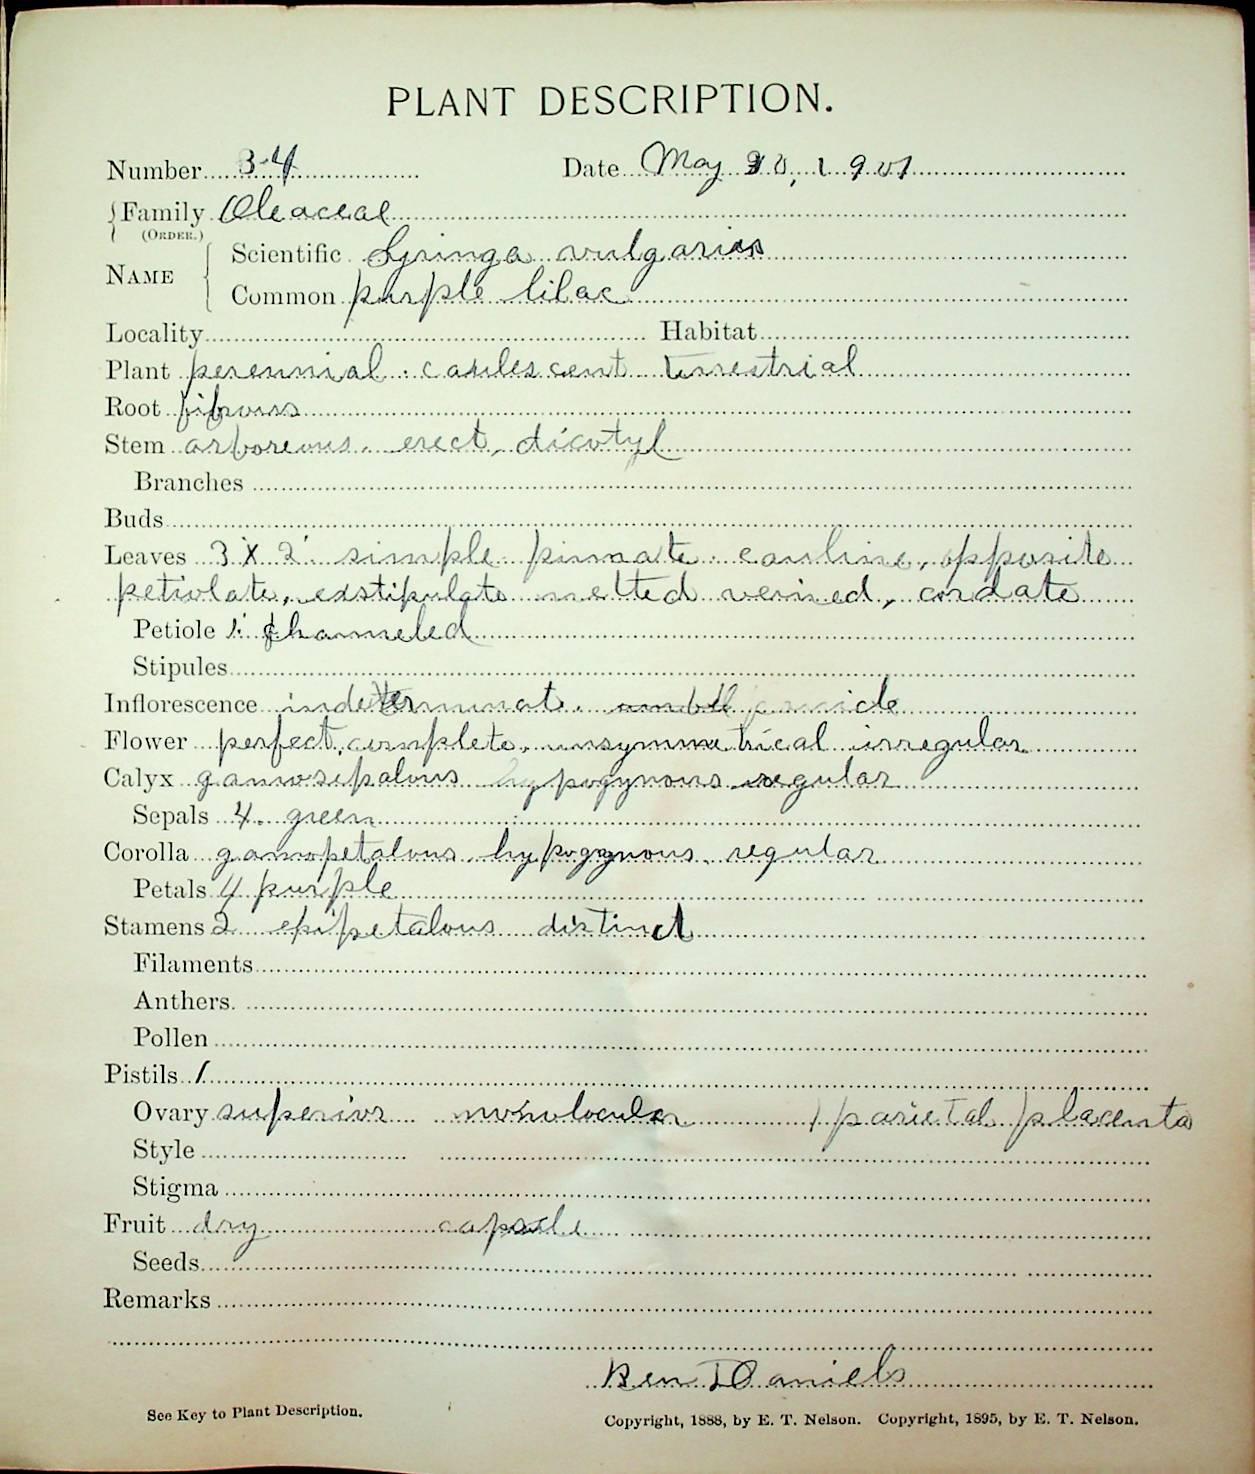 PLANT DESCRIPTION.
Number 34 Date May 30, 1901
Family Oleaceae
(ORDER.)
NAME
Scientific Syringa vulgaris
Common purple lilac
Locality Habitat
Plant perennial. caulescent terrestrial
Root fibrous
Stem arboreous. erect, dicotyl
Branches
Buds
Leaves 3" X 2". simple. pinnate. cauline, opposite
petiolate, exstipulate netted veined, cordate
Petiole 1" channeled
Stipules
Inflorescence indeterminate. panicle
Flower perfect, complete, unsymmetrical irregular
Calyx gamosepalous hypogynous regular
Sepals 4. green
Corolla gamopetalous hypogynous, regular
Petals 4 purple
Stamens 2 epipetalous distinct
Filaments
Anthers.
Pollen
Pistils 1
Ovary superior monolocular parietal placenta
Style
Stigma
Fruit dry capsule
Seeds
Remarks
Ben Daniels
See Key to Plant Description.
Copyright, 1888, by E. T. Nelson. Copyright, 1895, by E. T. Nelson.